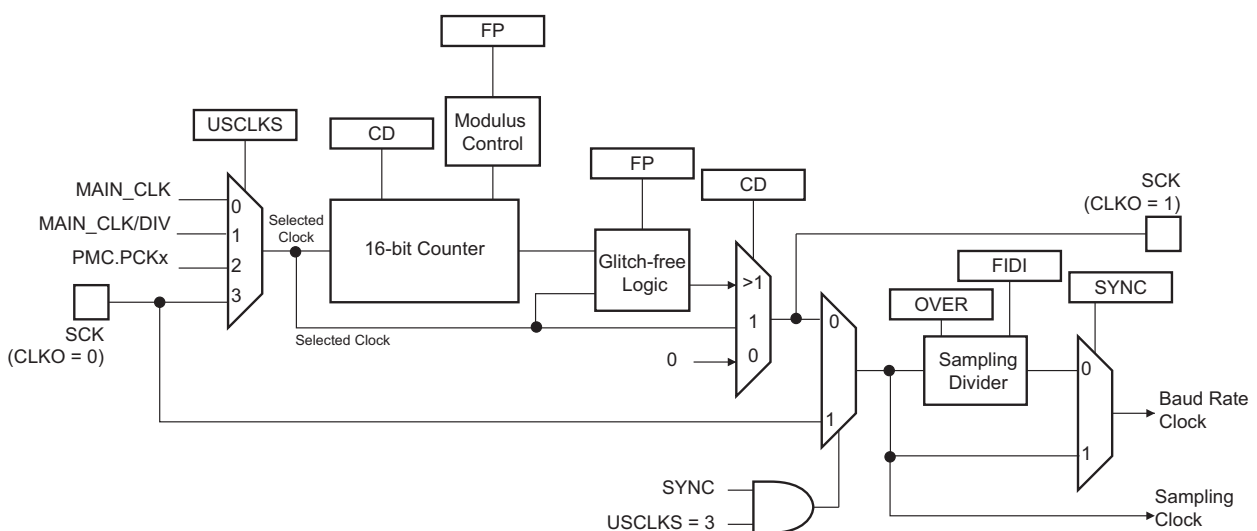 FP
USCLKS
CD
Modulus
Control
FP
CD
SCK
(CLKO = 1)
MAIN_CLK
MAIN_CLK/DIV
PMC.PCKx
SCK
(CLKO = 0)
0
1
2
3
Selected
Clock
16-bit Counter
Glitch-free
Logic
Selected Clock
>1
1
0
0
0
1
FIDI
OVER
SYNC
Sampling
Divider
0
1
Baud Rate
Clock
SYNC
USCLKS = 3
Sampling
Clock